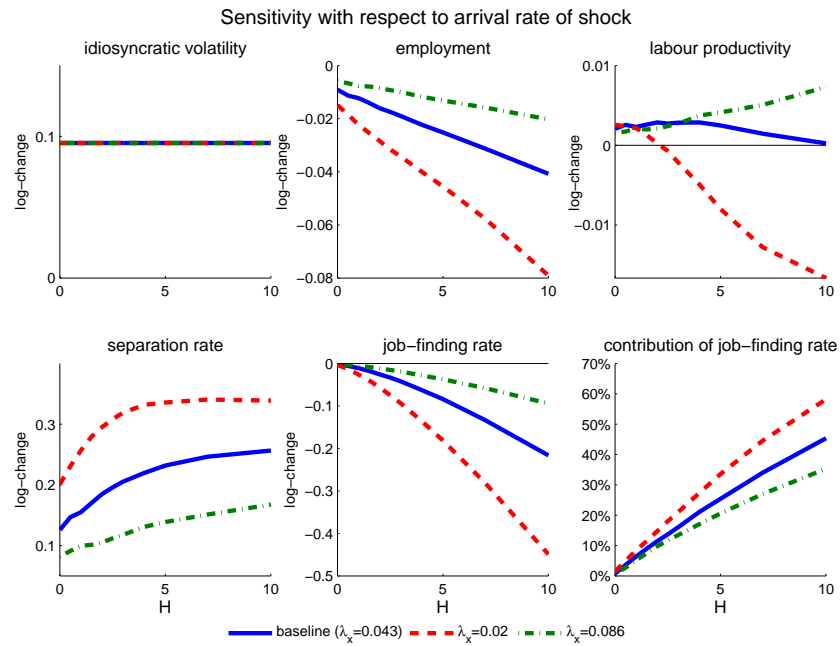 Sensitivity with respect to arrival rate of shock
idiosyncratic volatility
log−change
0.1
0
0
5
10
employment
log−change
0
−0.02
−0.04
−0.06
−0.08
0
5
10
labour productivity
log−change
0.01
0
−0.01
0
5
10
separation rate
log−change
0.3
0.2
0.1
0
5
10
H
job−finding rate
log−change
0
−0.1
−0.2
−0.3
−0.4
−0.5
0
5
10
H
contribution of job−finding rate
70%
60%
50%
40%
30%
20%
10%
0%
0
5
10
H
baseline (λx=0.043) λx=0.02 λx=0.086